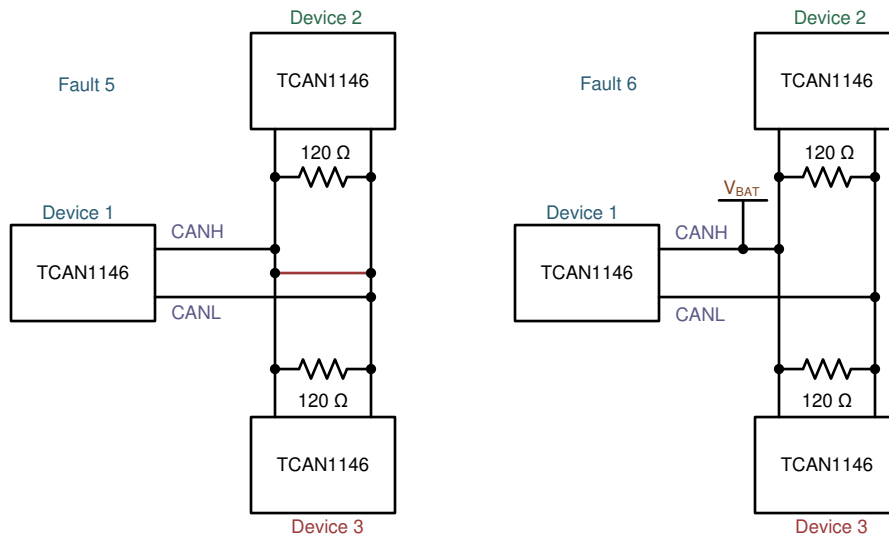 Device 2
TCAN1146
Fault 5
120 Ω
Device 1
CANH
TCAN1146
CANL
120 Ω
TCAN1146
Device 3
Device 2
TCAN1146
Fault 6
120 Ω
VBAT
Device 1
CANH
TCAN1146
CANL
120 Ω
TCAN1146
Device 3